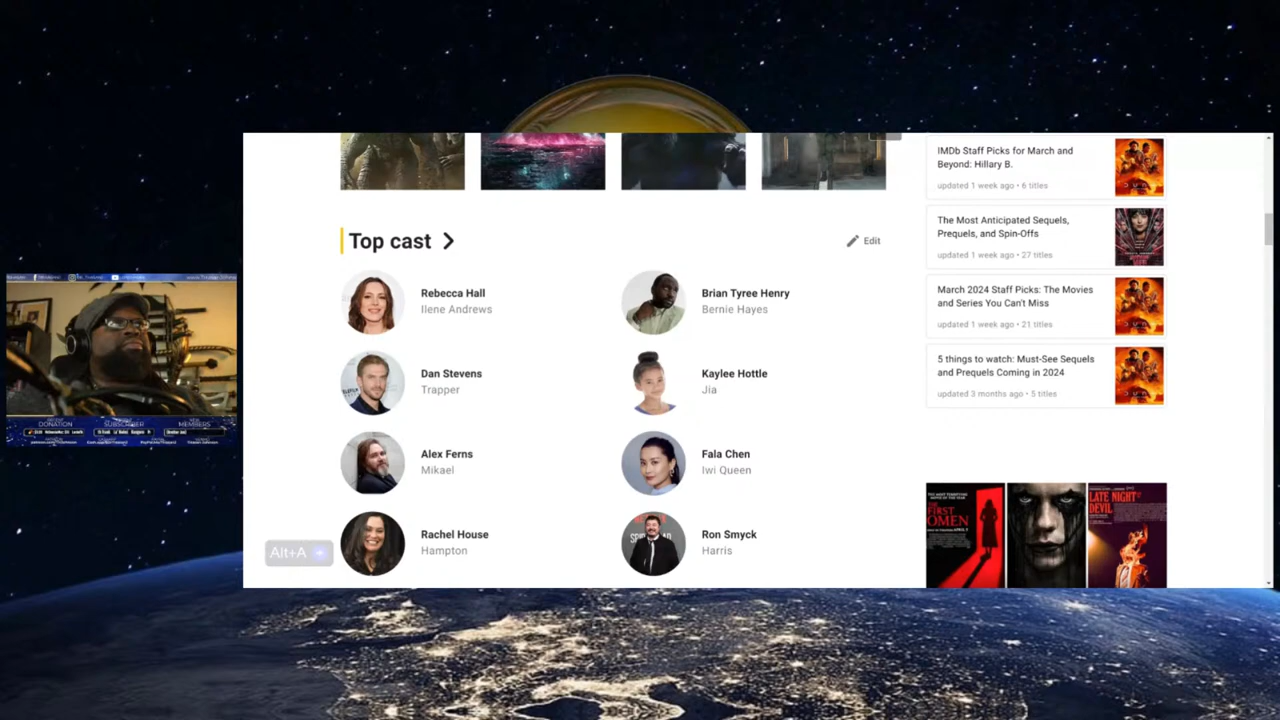 IMDb Staff Picks for March and
Beyond: Hillary B.
updated 1 week ago • 6 titles
The Most Anticipated Sequels,
Prequels, and Spin-Offs
updated 1 week ago • 27 titles
March 2024 Staff Picks: The Movies
and Series You Can't Miss
updated 1 week ago • 21 titles
5 things to watch: Must-See Sequels
and Prequels Coming in 2024
updated 3 months ago • 5 titles
Top cast
Edit
Rebecca Hall
Ilene Andrews
Brian Tyree Henry
Bernie Hayes
Dan Stevens
Trapper
Kaylee Hottle
Jia
Alex Ferns
Mikael
Fala Chen
Iwi Queen
Rachel House
Hampton
Ron Smyck
Harris
Alt+A
THE
FIRST
OMEN
LATE NIGHT
DEVIL
DONATION
SUBSCRIBER
MEMBERS